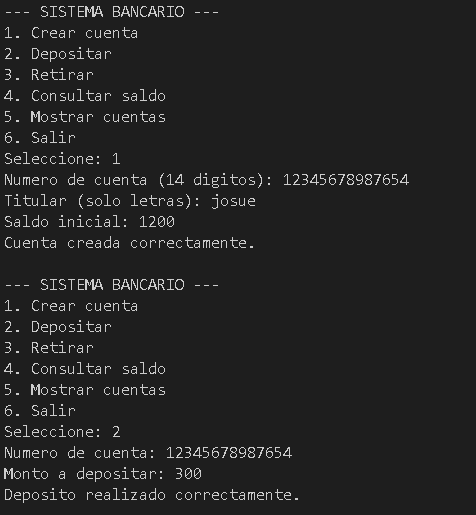 --- SISTEMA BANCARIO ---
1. Crear cuenta
2. Depositar
3. Retirar
4. Consultar saldo
5. Mostrar cuentas
6. Salir
Seleccione: 1
Numero de cuenta (14 digitos): 12345678987654
Titular (solo letras): josue
Saldo inicial: 1200
Cuenta creada correctamente.

--- SISTEMA BANCARIO ---
1. Crear cuenta
2. Depositar
3. Retirar
4. Consultar saldo
5. Mostrar cuentas
6. Salir
Seleccione: 2
Numero de cuenta: 12345678987654
Monto a depositar: 300
Deposito realizado correctamente.